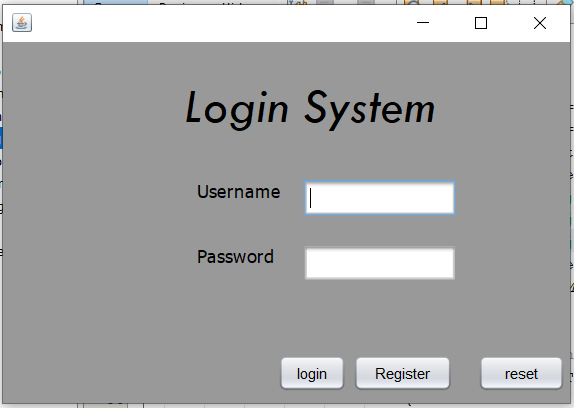 Login System
Username
Password
login Register reset